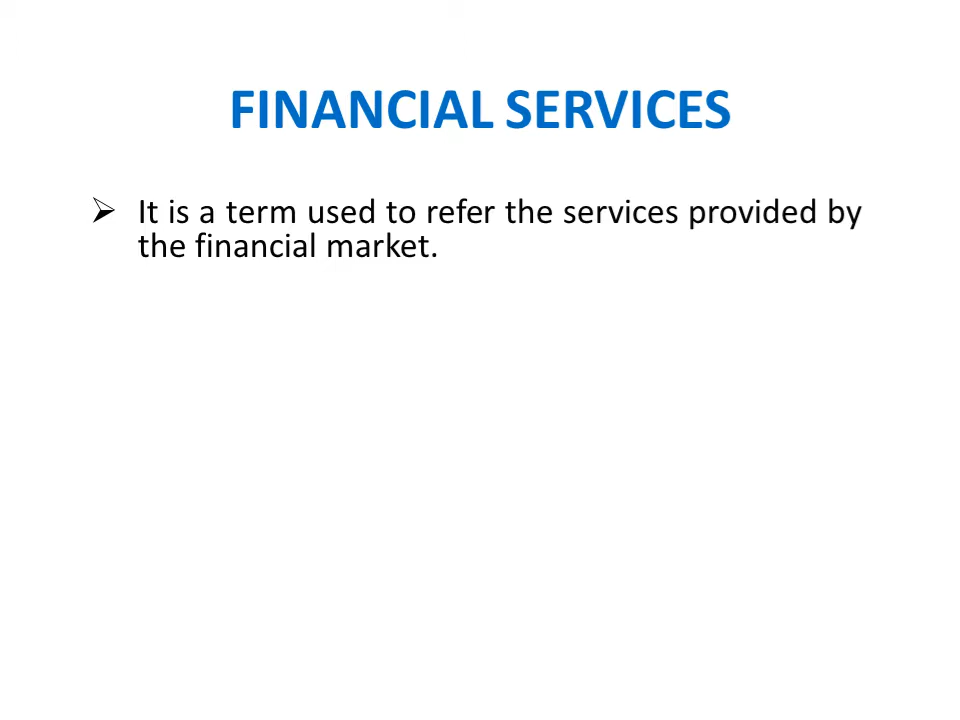 FINANCIAL SERVICES
➢ It is a term used to refer the services provided by
the financial market.